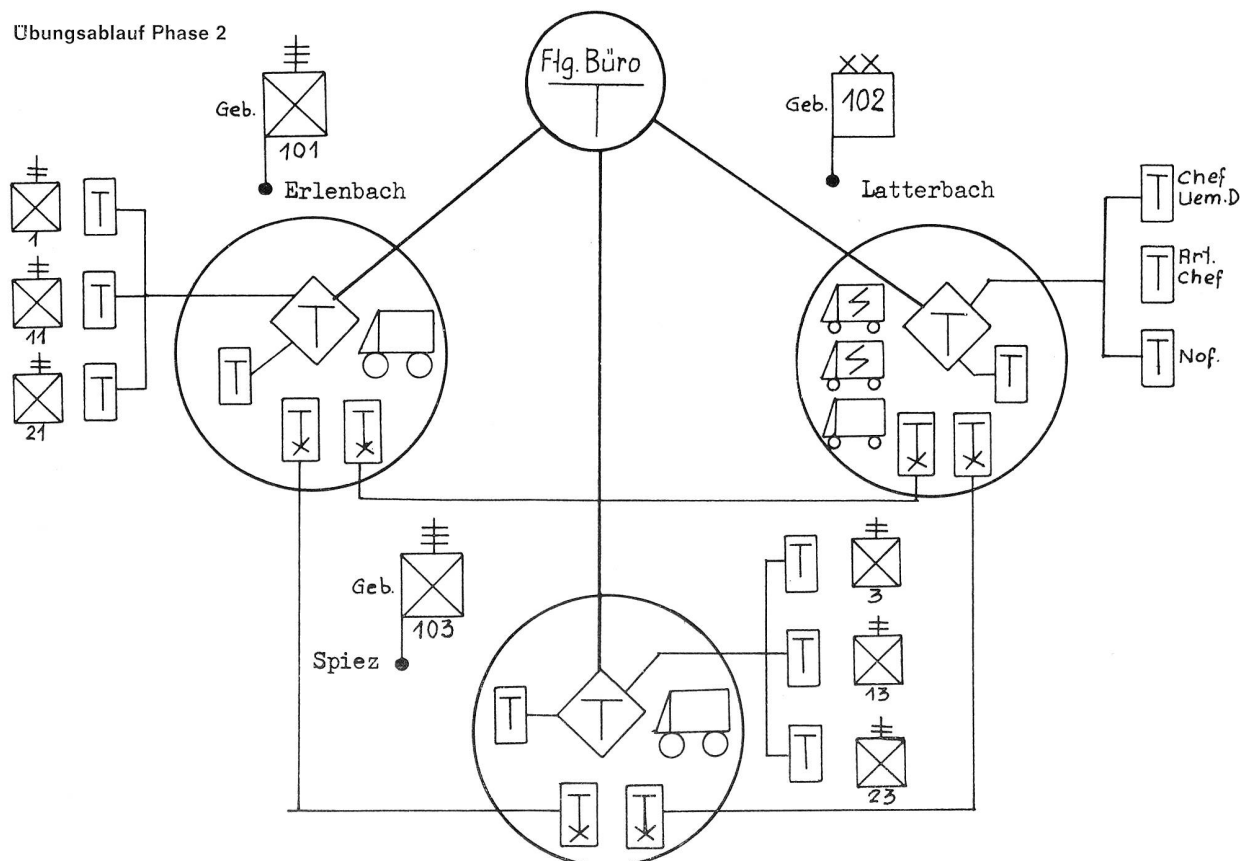 Übungsablauf Phase 2
Ftg. Büro
T
Geb.
101
Erlenbach
Geb. 102
Latterbach
1
T
11
T
21
T
T
T
T
T
T
T
T
T
T
T Chef
Uem. D
T Art.
Chef
T Nof.
Geb.
103
Spiez
T
T
T
T
T
3
T
13
T
23